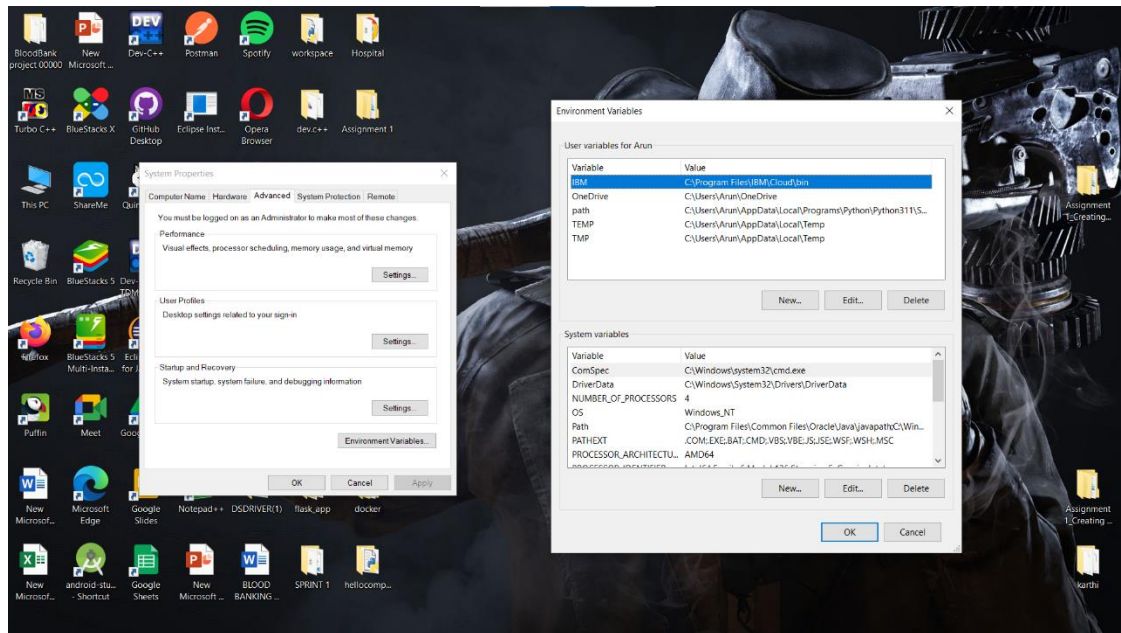 BloodBank project 00000
New Microsoft ...
Dev-C++
Postman
Spotify
workspace
Hospital
Turbo C++
BlueStacks X
GitHub Desktop
Eclipse Inst...
Opera Browser
dev.c++
Assignment 1
This PC
ShareMe
Recycle Bin
BlueStacks 5
Firefox
BlueStacks 5 Multi-Insta...
Puffin
Meet
New Microsof...
Microsoft Edge
Google Slides
Notepad++
DSDRIVER(1)
flask_app
docker
New Microsof...
android-stu... - Shortcut
Google Sheets
New Microsoft ...
BLOOD BANKING ...
SPRINT 1
hellocomp...
System Properties
Computer Name Hardware Advanced System Protection Remote
You must be logged on as an Administrator to make most of these changes.
Performance
Visual effects, processor scheduling, memory usage, and virtual memory
Settings...
User Profiles
Desktop settings related to your sign-in
Settings...
Startup and Recovery
System startup, system failure, and debugging information
Settings...
Environment Variables...
OK Cancel Apply
Environment Variables
User variables for Arun
Variable Value
IBM C:\Program Files\IBM\Cloud\bin
OneDrive C:\Users\Arun\OneDrive
path C:\Users\Arun\AppData\Local\Programs\Python\Python311\S...
TEMP C:\Users\Arun\AppData\Local\Temp
TMP C:\Users\Arun\AppData\Local\Temp
New... Edit... Delete
System variables
Variable Value
ComSpec C:\Windows\system32\cmd.exe
DriverData C:\Windows\System32\Drivers\DriverData
NUMBER_OF_PROCESSORS 4
OS Windows_NT
Path C:\Program Files\Common Files\Oracle\Java\javapath;C:\Win...
PATHEXT .COM;.EXE;.BAT;.CMD;.VBS;.VBE;.JS;.JSE;.WSF;.WSH;.MSC
PROCESSOR_ARCHITECTU... AMD64
New... Edit... Delete
OK Cancel
Assignment 1_Creating...
Assignment 1_Creating ...
karthi